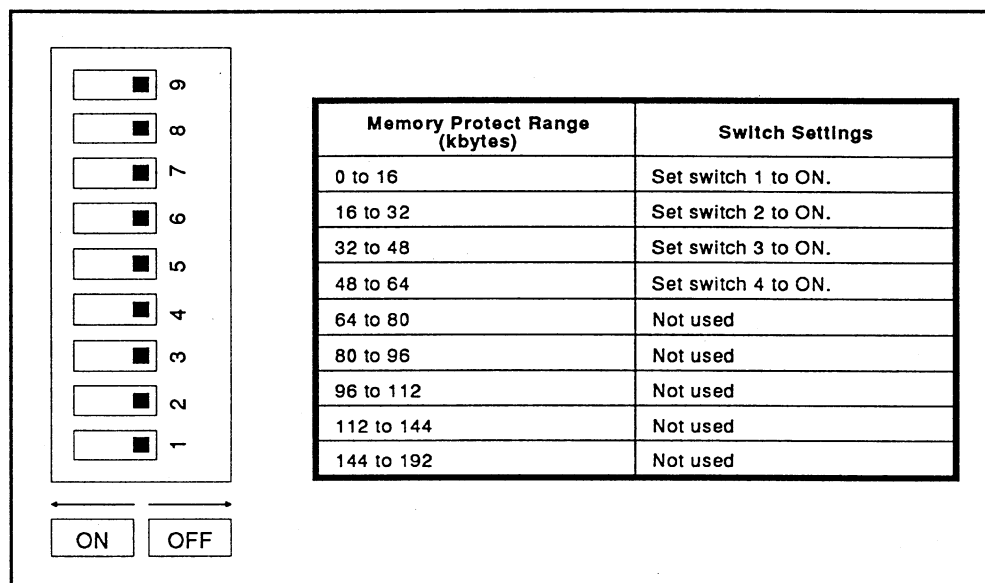 9
8
7
6
5
4
3
2
1
ON OFF
Memory Protect Range
(kbytes)
Switch Settings
0 to 16 Set switch 1 to ON.
16 to 32 Set switch 2 to ON.
32 to 48 Set switch 3 to ON.
48 to 64 Set switch 4 to ON.
64 to 80 Not used
80 to 96 Not used
96 to 112 Not used
112 to 144 Not used
144 to 192 Not used